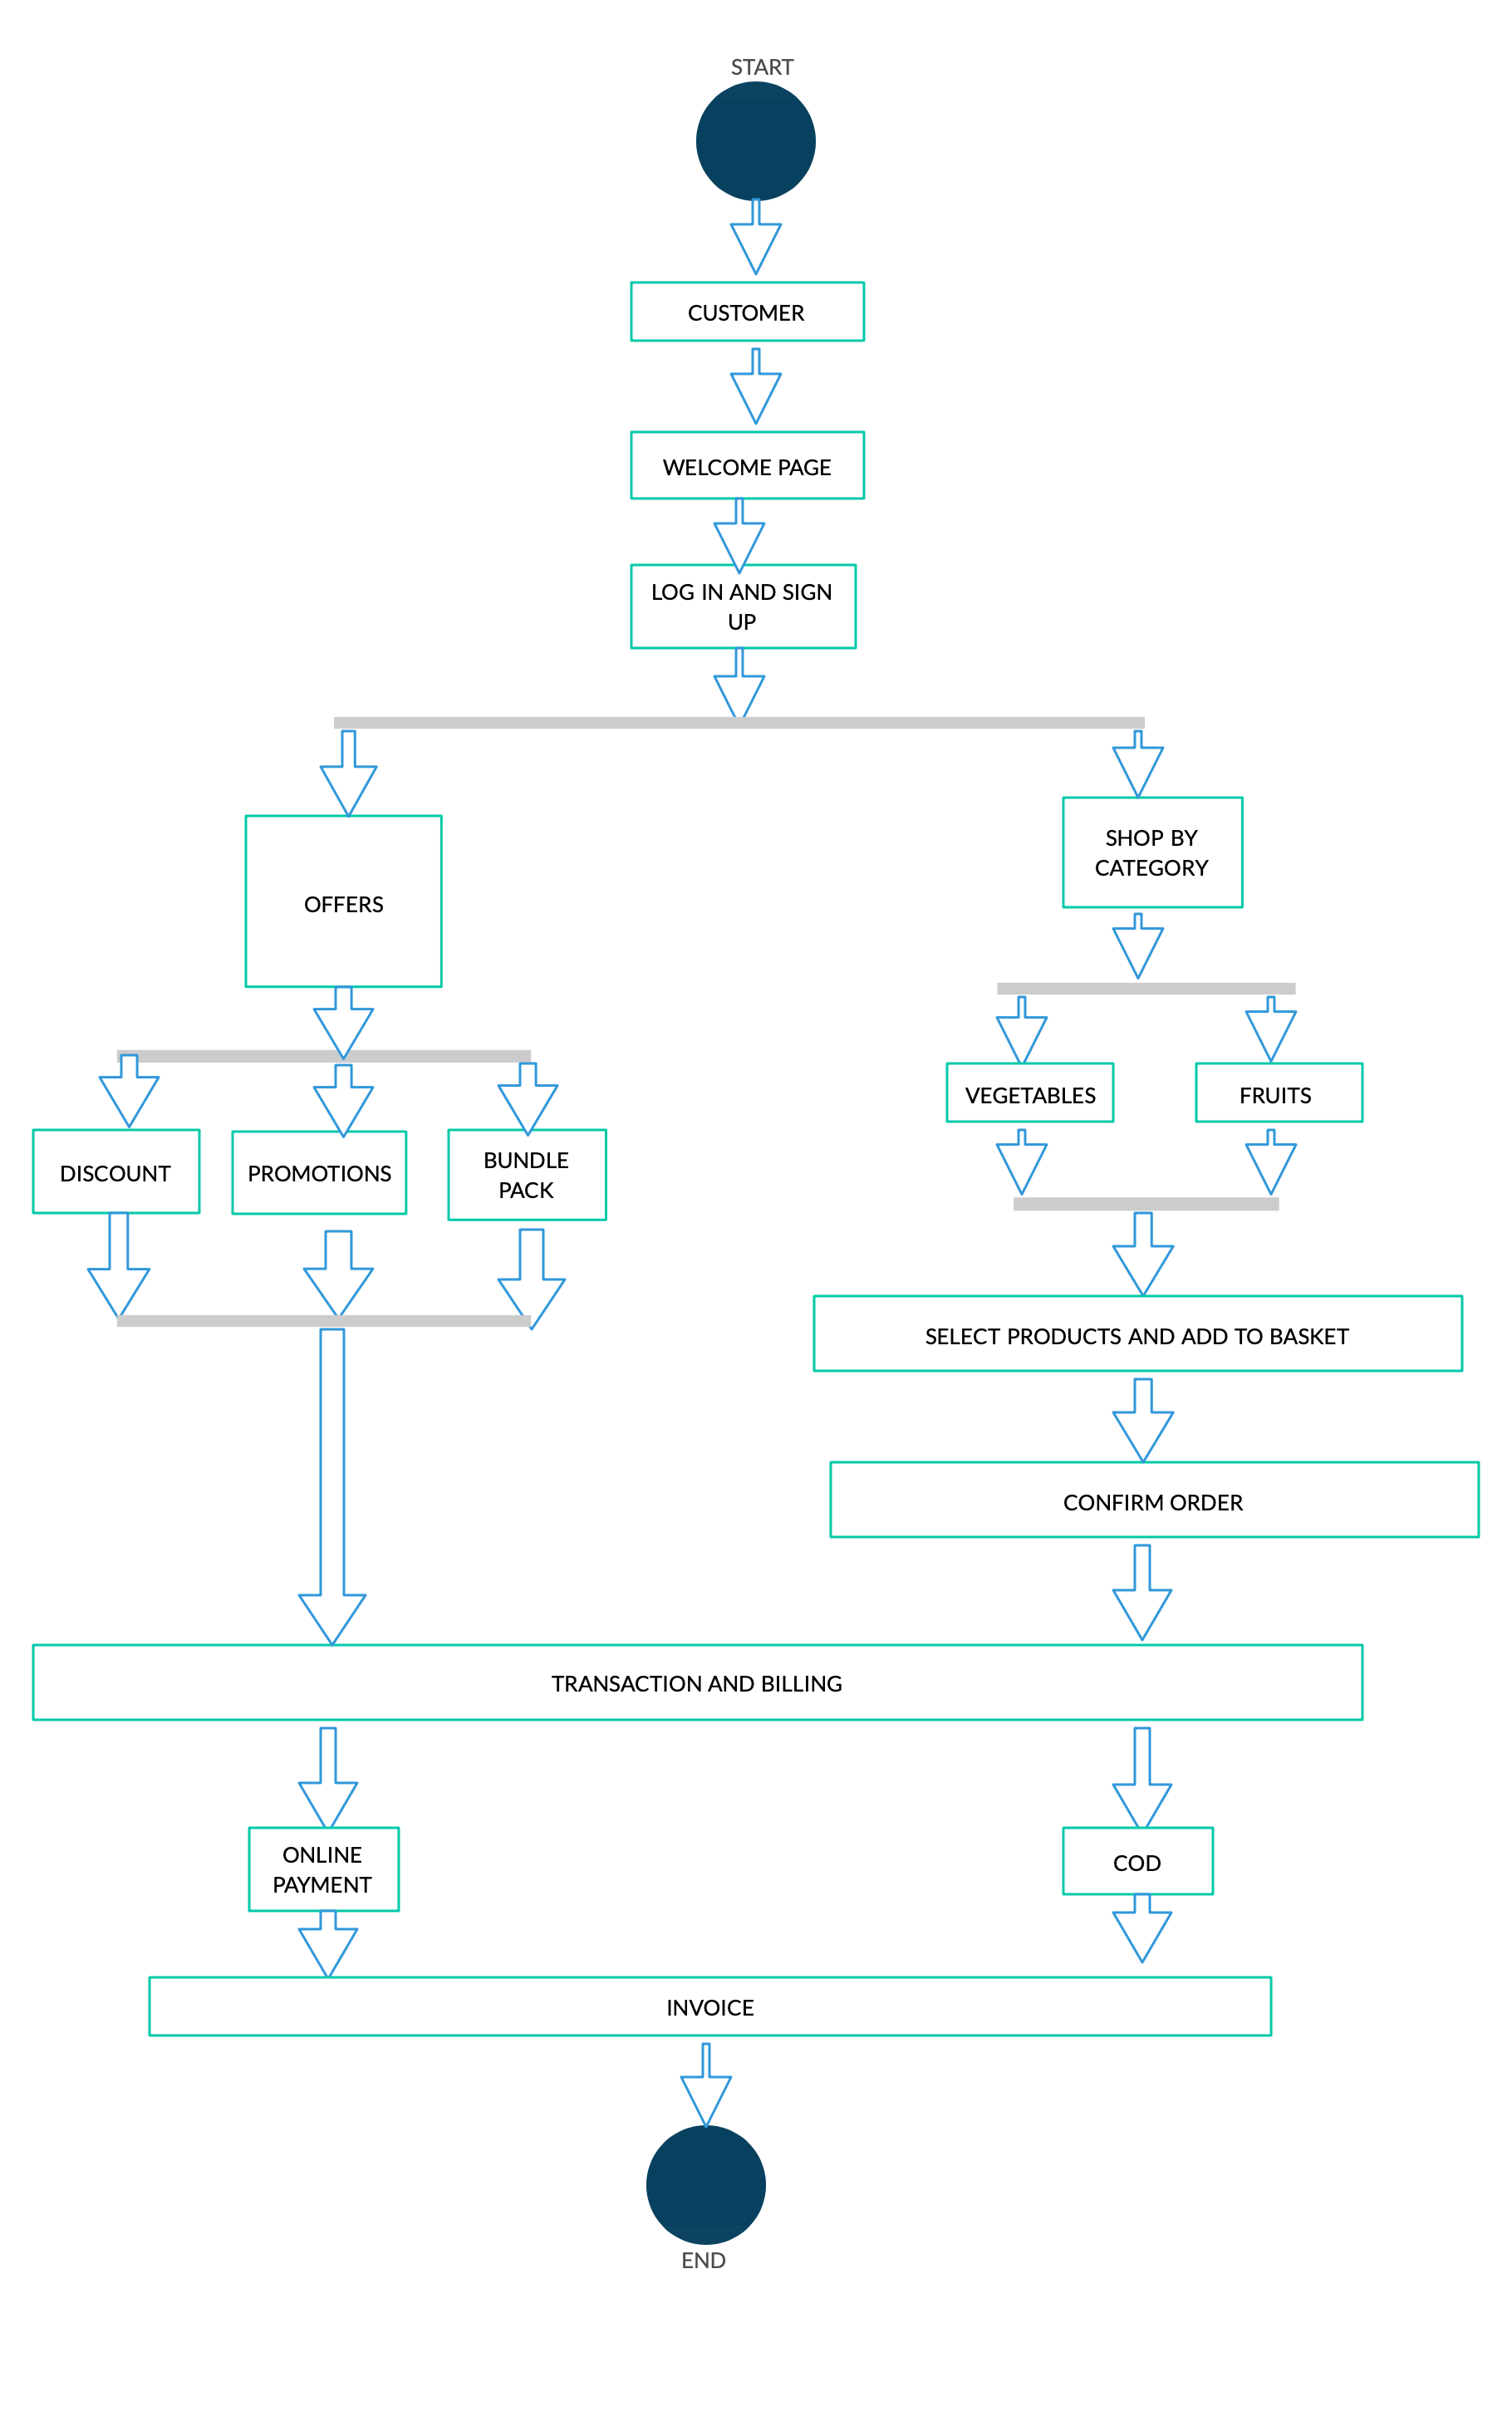 START
CUSTOMER
WELCOME PAGE
LOG IN AND SIGN
UP
OFFERS
SHOP BY
CATEGORY
VEGETABLES
FRUITS
DISCOUNT
PROMOTIONS
BUNDLE
PACK
SELECT PRODUCTS AND ADD TO BASKET
CONFIRM ORDER
TRANSACTION AND BILLING
ONLINE
PAYMENT
COD
INVOICE
END